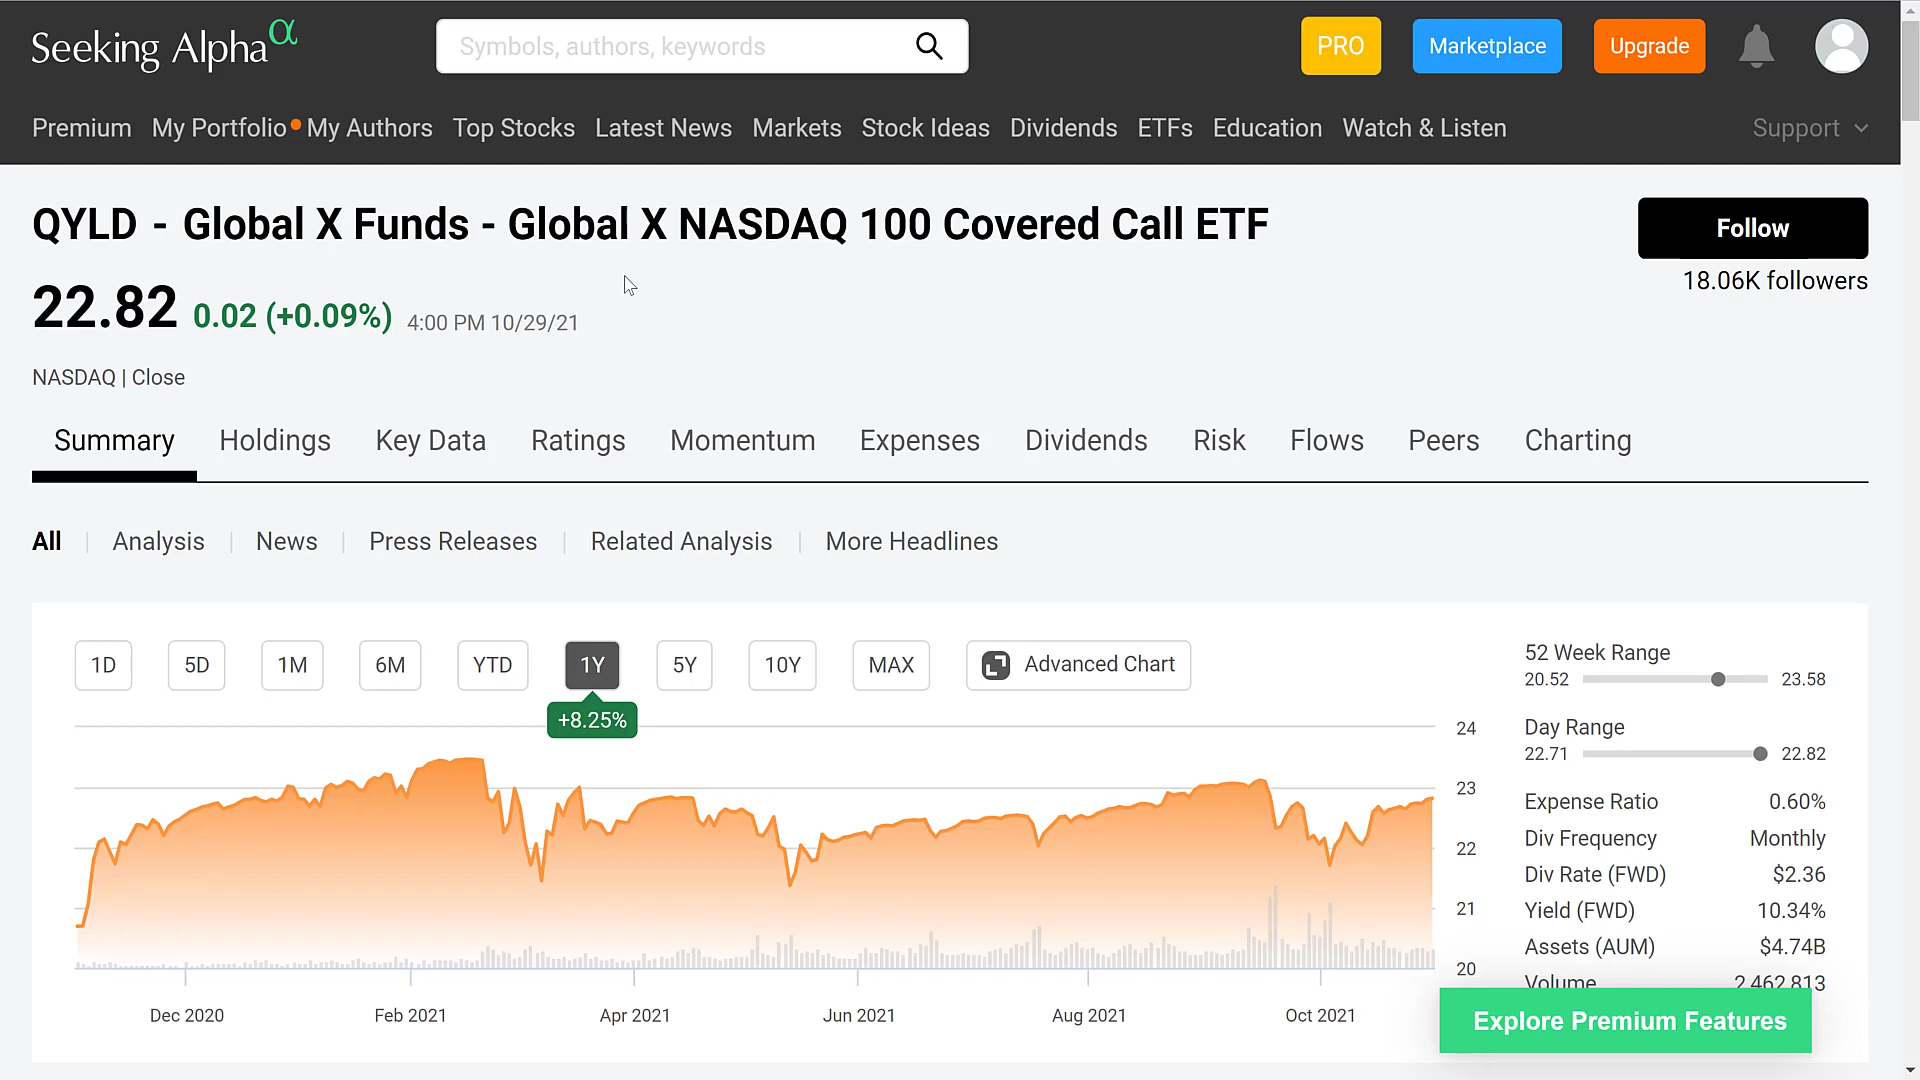 Seeking Alpha α
Symbols, authors, keywords
PRO
Marketplace
Upgrade
Premium My Portfolio My Authors Top Stocks Latest News Markets Stock Ideas Dividends ETFs Education Watch & Listen Support
QYLD - Global X Funds - Global X NASDAQ 100 Covered Call ETF
Follow
18.06K followers
22.82 0.02 (+0.09%) 4:00 PM 10/29/21
NASDAQ | Close
Summary Holdings Key Data Ratings Momentum Expenses Dividends Risk Flows Peers Charting
All | Analysis | News | Press Releases | Related Analysis | More Headlines
1D 5D 1M 6M YTD 1Y 5Y 10Y MAX Advanced Chart
+8.25%
24
23
22
21
20
Dec 2020 Feb 2021 Apr 2021 Jun 2021 Aug 2021 Oct 2021
52 Week Range
20.52 23.58
Day Range
22.71 22.82
Expense Ratio 0.60%
Div Frequency Monthly
Div Rate (FWD) $2.36
Yield (FWD) 10.34%
Assets (AUM) $4.74B
Volume 2,462,813
Explore Premium Features